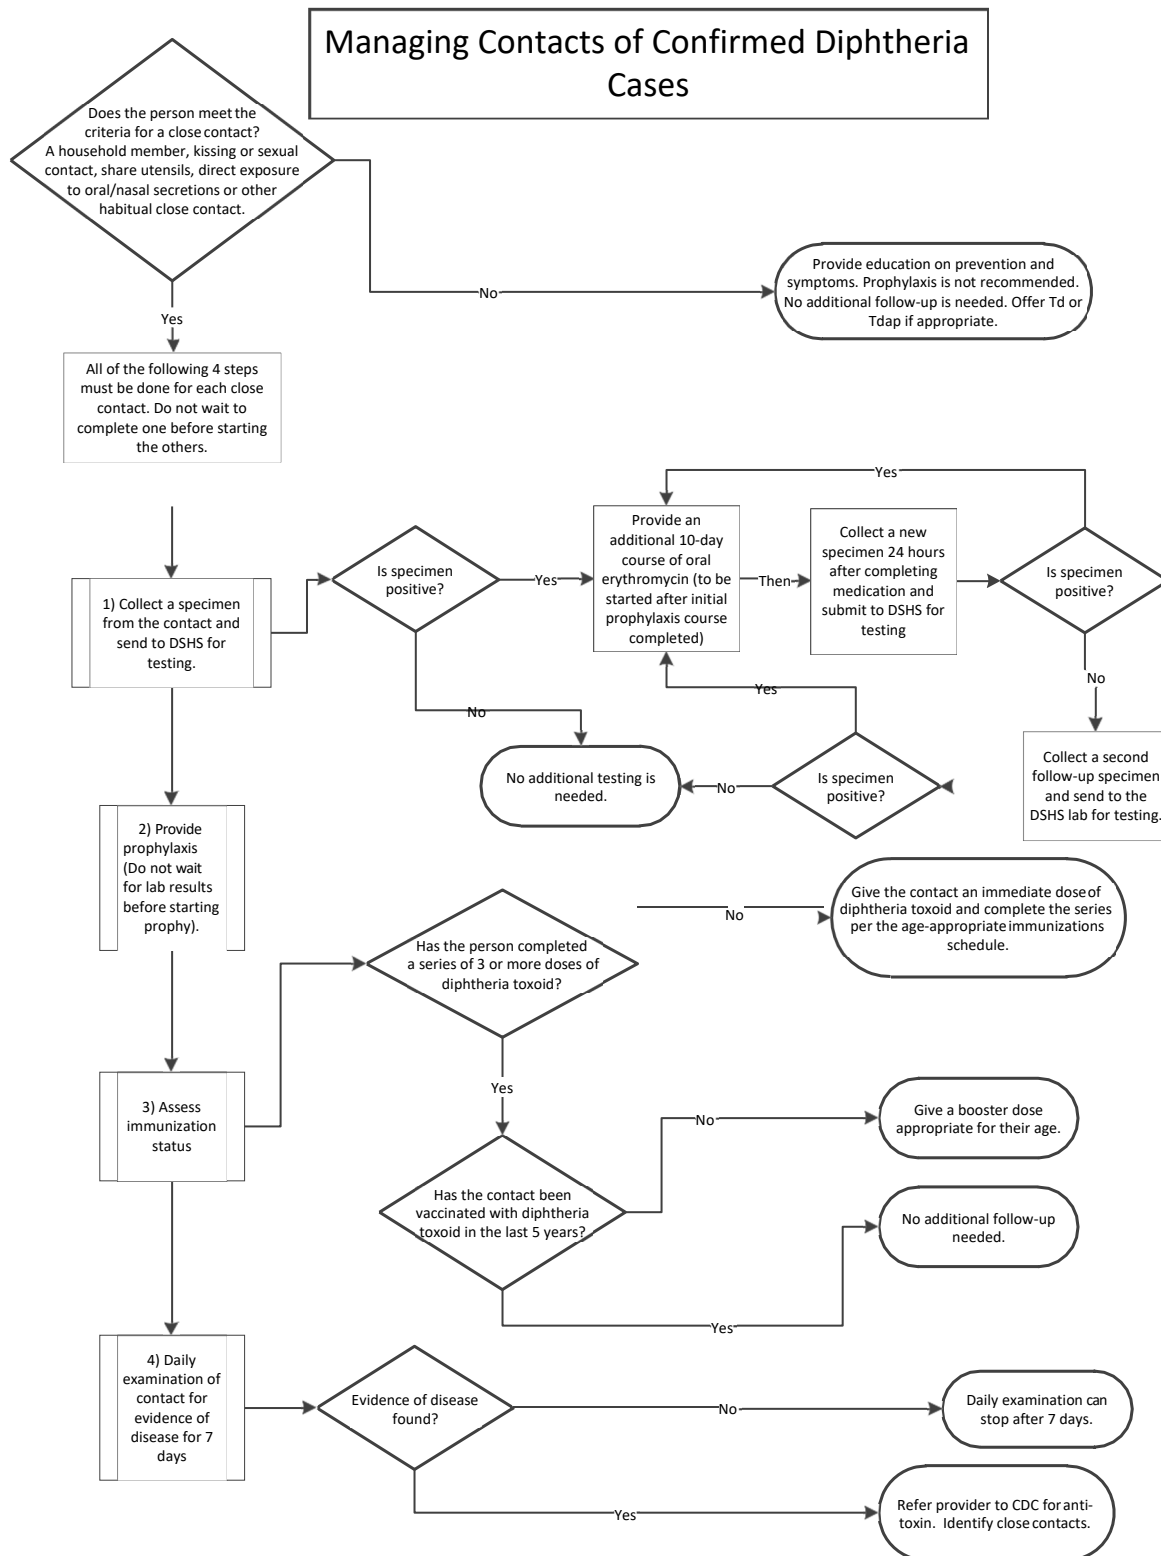 Managing Contacts of Confirmed Diphtheria
Cases
Does the person meet the
criteria for a close contact?
A household member, kissing or sexual
contact, share utensils, direct exposure
to oral/nasal secretions or other
habitual close contact.
No
Provide education on prevention and
symptoms. Prophylaxis is not recommended.
No additional follow-up is needed. Offer Td or
Tdap if appropriate.
Yes
All of the following 4 steps
must be done for each close
contact. Do not wait to
complete one before starting
the others.
1) Collect a specimen
from the contact and
send to DSHS for
testing.
Is specimen
positive?
Yes
Provide an
additional 10-day
course of oral
erythromycin (to be
started after initial
prophylaxis course
completed)
Then
Collect a new
specimen 24 hours
after completing
medication and
submit to DSHS for
testing
Is specimen
positive?
Yes
No
Collect a second
follow-up specimen
and send to the
DSHS lab for testing.
Is specimen
positive?
Yes
No
No
No additional testing is
needed.
2) Provide
prophylaxis
(Do not wait
for lab results
before starting
prophy).
3) Assess
immunization
status
Has the person completed
a series of 3 or more doses of
diphtheria toxoid?
No
Give the contact an immediate dose of
diphtheria toxoid and complete the series
per the age-appropriate immunizations
schedule.
Yes
Has the contact been
vaccinated with diphtheria
toxoid in the last 5 years?
No
Give a booster dose
appropriate for their age.
Yes
No additional follow-up
needed.
4) Daily
examination of
contact for
evidence of
disease for 7
days
Evidence of disease
found?
No
Daily examination can
stop after 7 days.
Yes
Refer provider to CDC for anti-
toxin. Identify close contacts.